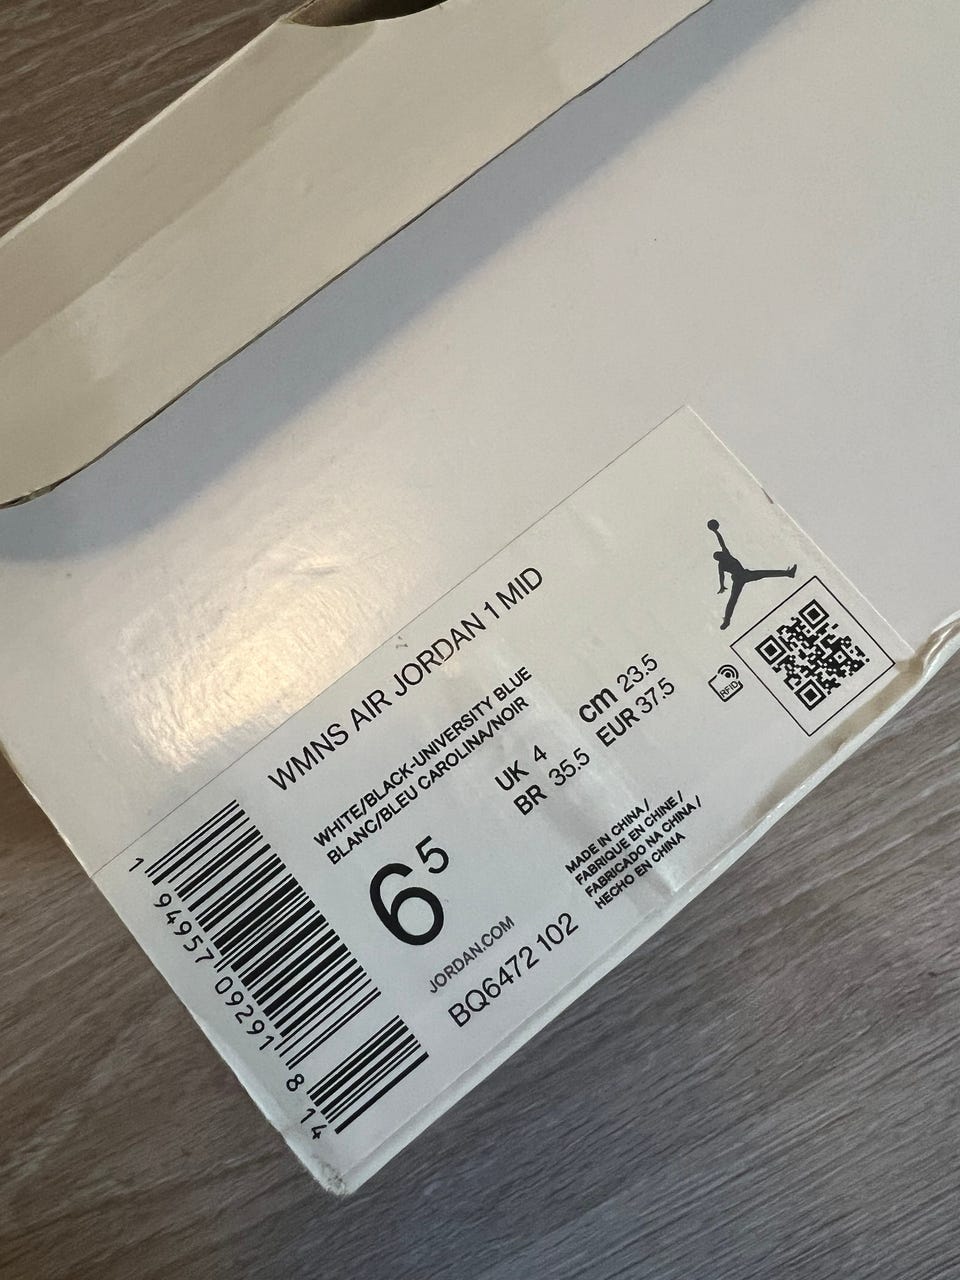 WMNS AIR JORDAN 1 MID
WHITE/BLACK-UNIVERSITY BLUE
BLANC/BLEU CAROLINA/NOIR
6 5
UK 4
BR 35.5
cm 23.5
EUR 37.5
RFID
JORDAN.COM
BQ6472 102
MADE IN CHINA /
FABRIQUE EN CHINE /
FABRICADO NA CHINA /
HECHO EN CHINA
1 94957 09291 8 14